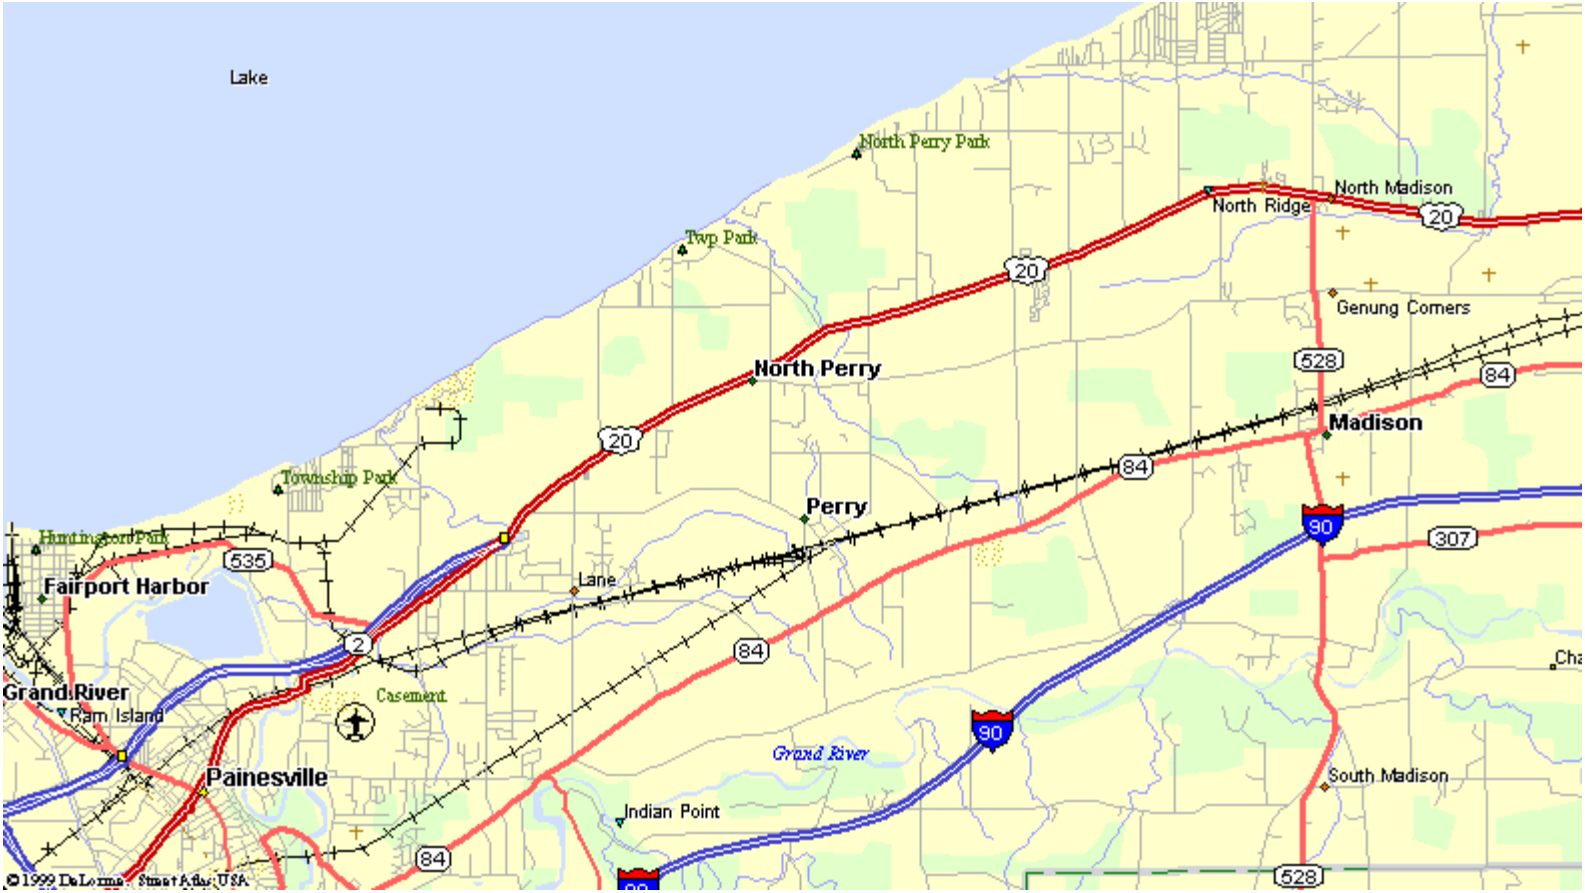 Lake
North Perry Park
North Madison
North Ridge
20
Twp Park
20
Genung Corners
North Perry
528
84
20
Madison
84
Township Park
Perry
90
307
Huntington Park
535
Lane
Fairport Harbor
2
84
Cha
Grand River
Casement
Ram Island
90
Grand River
Painesville
South Madison
Indian Point
84
90
528
©1999 DeLorme. Street Atlas USA